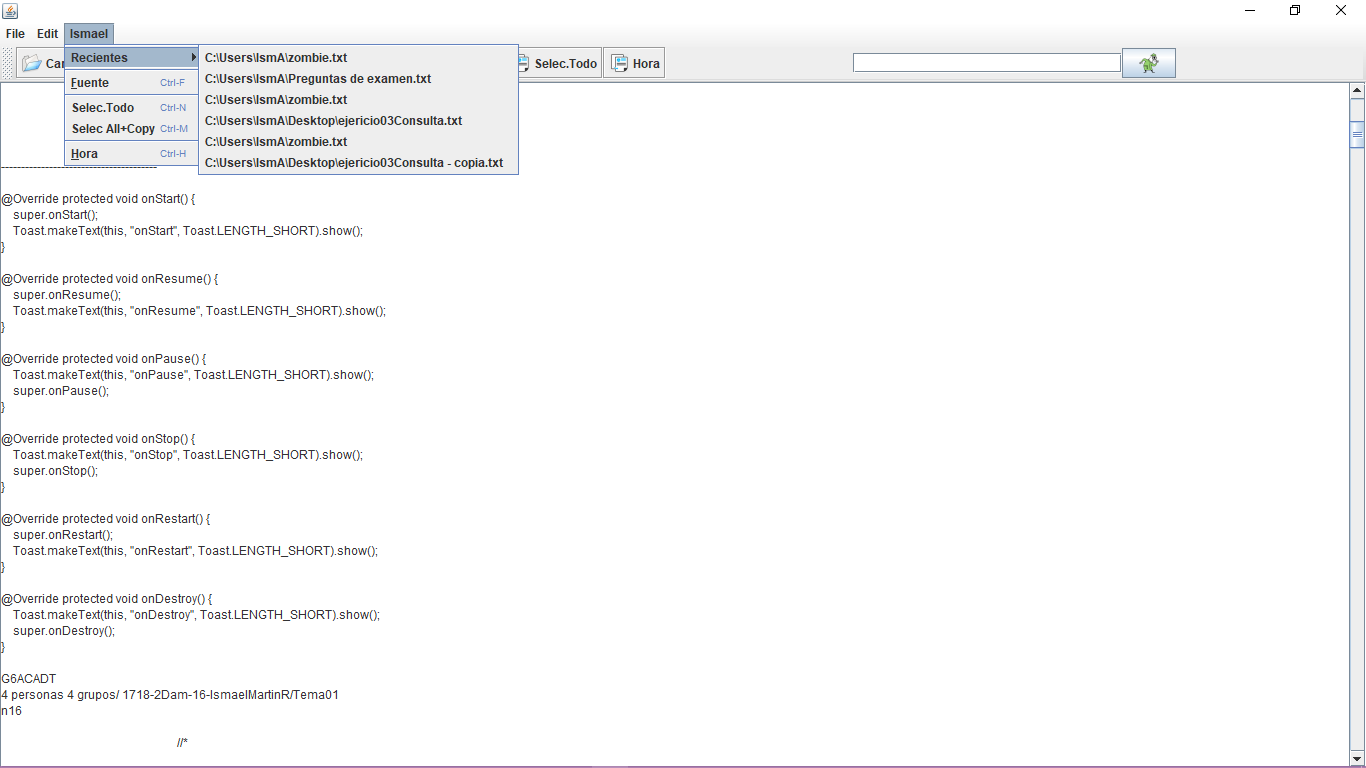 File Edit Ismael
Recientes
Fuente Ctrl-F
Selec.Todo Ctrl-N
Selec All+Copy Ctrl-M
Hora Ctrl-H
C:\Users\IsmA\zombie.txt
C:\Users\IsmA\Preguntas de examen.txt
C:\Users\IsmA\zombie.txt
C:\Users\IsmA\Desktop\ejericio03Consulta.txt
C:\Users\IsmA\zombie.txt
C:\Users\IsmA\Desktop\ejericio03Consulta - copia.txt
Selec.Todo Hora
@Override protected void onStart() {
super.onStart();
Toast.makeText(this, "onStart", Toast.LENGTH_SHORT).show();
}
@Override protected void onResume() {
super.onResume();
Toast.makeText(this, "onResume", Toast.LENGTH_SHORT).show();
}
@Override protected void onPause() {
Toast.makeText(this, "onPause", Toast.LENGTH_SHORT).show();
super.onPause();
}
@Override protected void onStop() {
Toast.makeText(this, "onStop", Toast.LENGTH_SHORT).show();
super.onStop();
}
@Override protected void onRestart() {
super.onRestart();
Toast.makeText(this, "onRestart", Toast.LENGTH_SHORT).show();
}
@Override protected void onDestroy() {
Toast.makeText(this, "onDestroy", Toast.LENGTH_SHORT).show();
super.onDestroy();
}
G6ACADT
4 personas 4 grupos/ 1718-2Dam-16-IsmaelMartinR/Tema01
n16
//*